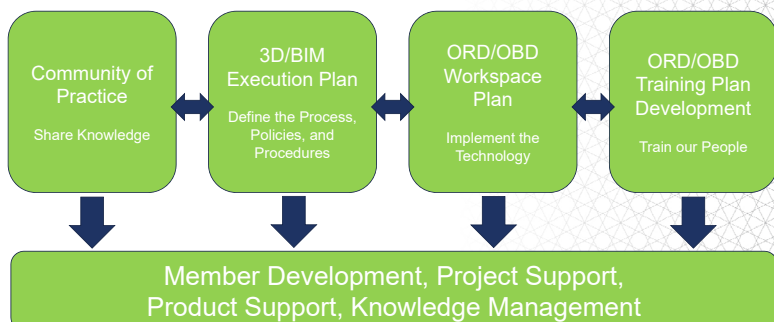 Community of
Practice
Share Knowledge
3D/BIM
Execution Plan
Define the Process,
Policies, and
Procedures
ORD/OBD
Workspace
Plan
Implement the
Technology
ORD/OBD
Training Plan
Development
Train our People
Member Development, Project Support,
Product Support, Knowledge Management